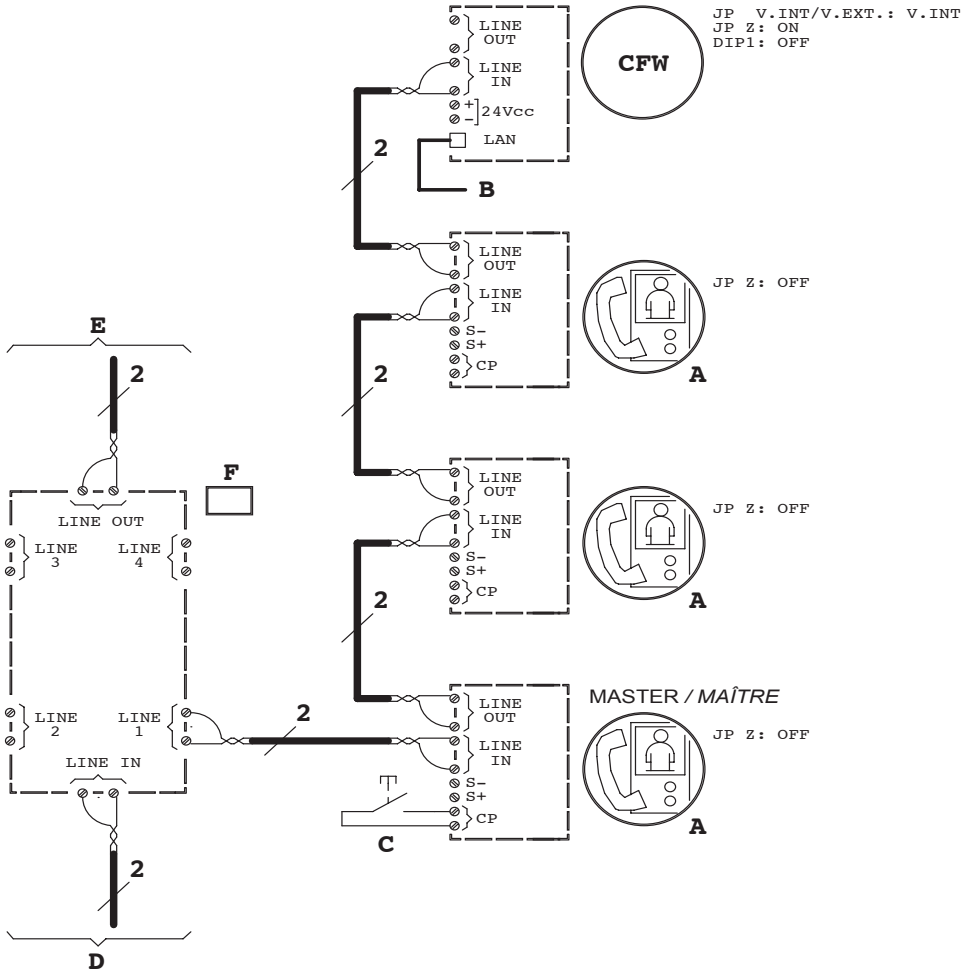 JP V.INT/V.EXT.: V.INT
JP Z: ON
DIP1: OFF
LINE
OUT
CFW
LINE
IN
+
24Vcc
-
LAN
2
B
LINE
OUT
JP Z: OFF
LINE
IN
S-
S+
CP
A
2
E
2
LINE
OUT
F
JP Z: OFF
LINE OUT
LINE
IN
LINE
3
LINE
4
S-
S+
CP
A
2
MASTER / MAÎTRE
LINE
OUT
LINE
2
LINE
1
2
JP Z: OFF
LINE
IN
LINE IN
S-
S+
CP
A
C
2
D